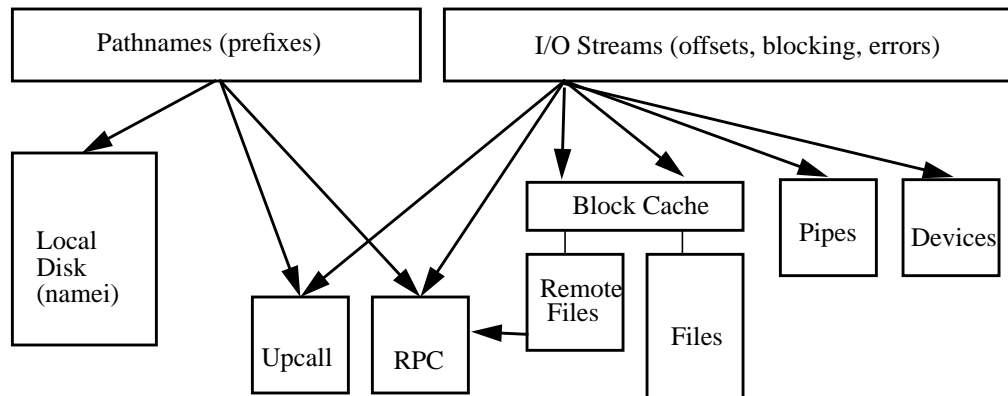 Pathnames (prefixes)
I/O Streams (offsets, blocking, errors)
Local
Disk
(namei)
Upcall
RPC
Block Cache
Remote
Files
Files
Pipes
Devices